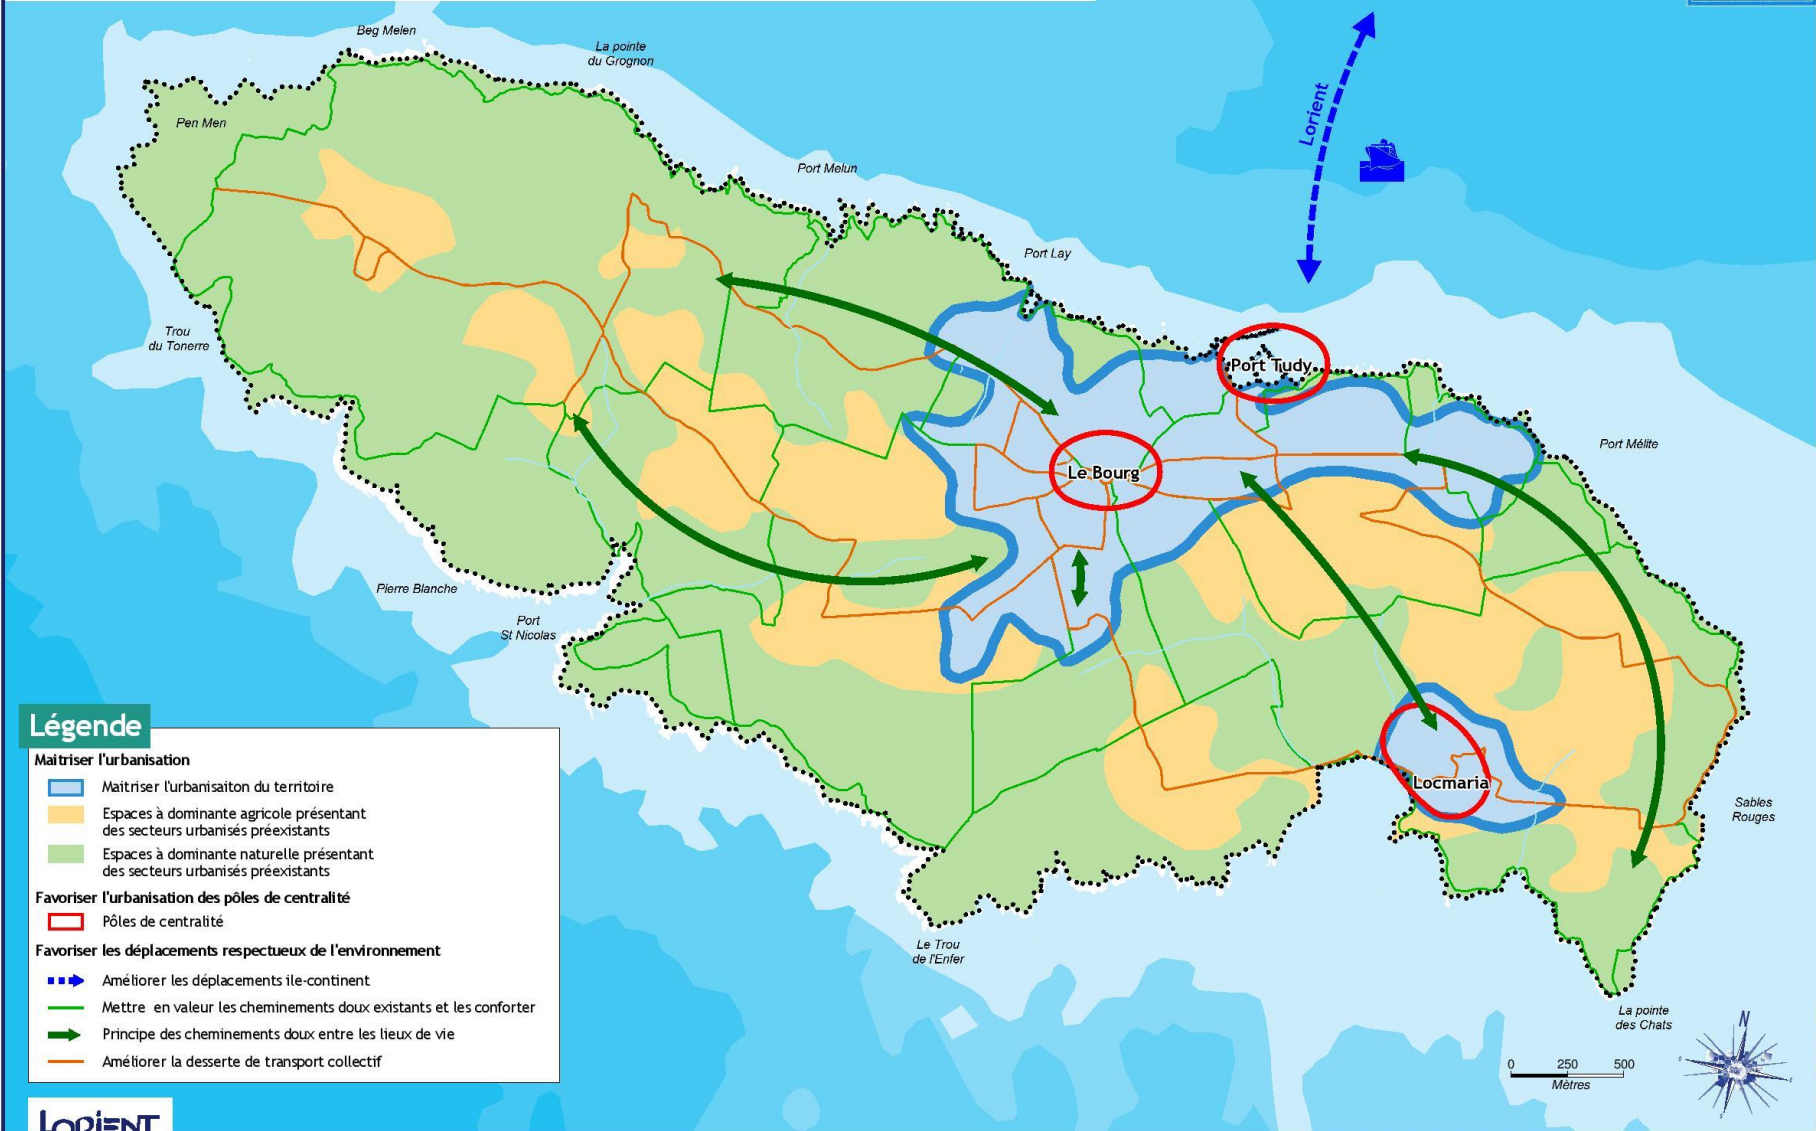 Beg Melen
La pointe
du Grognon
Pen Men
Port Melun
Lorient
Port Lay
Trou
du Tonerre
Port Tudy
Port Mélite
Le Bourg
Pierre Blanche
Port
St Nicolas
Locmaria
Sables
Rouges
Le Trou
de l'Enfer
La pointe
des Chats
Légende
Maitriser l'urbanisation
Maitriser l'urbanisaiton du territoire
Espaces à dominante agricole présentant
des secteurs urbanisés préexistants
Espaces à dominante naturelle présentant
des secteurs urbanisés préexistants
Favoriser l'urbanisation des pôles de centralité
Pôles de centralité
Favoriser les déplacements respectueux de l'environnement
Améliorer les déplacements ile-continent
Mettre en valeur les cheminements doux existants et les conforter
Principe des cheminements doux entre les lieux de vie
Améliorer la desserte de transport collectif
0 250 500
Mètres
N
LORIENT